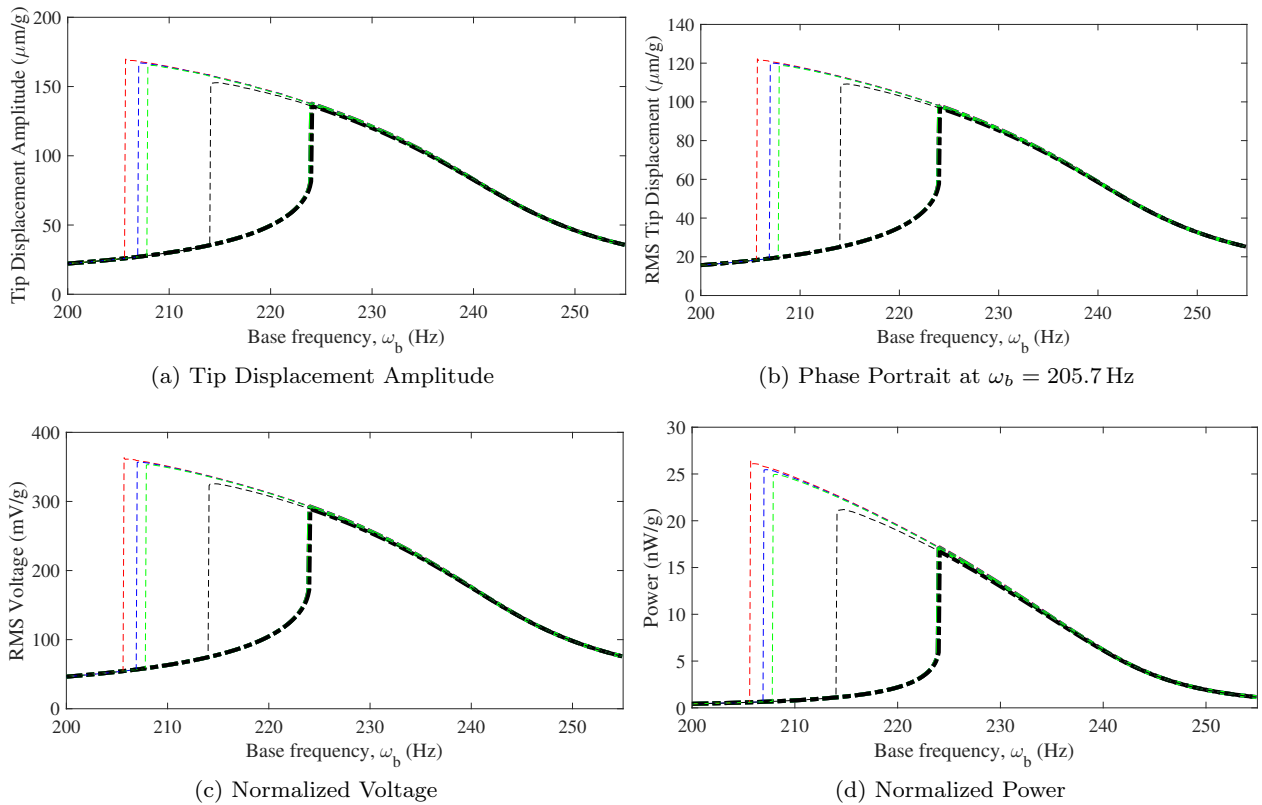 200
150
100
50
0
Tip Displacement Amplitude (μm/g)
200 210 220 230 240 250
Base frequency, ω_b (Hz)
(a) Tip Displacement Amplitude
140
120
100
80
60
40
20
0
RMS Tip Displacement (μm/g)
200 210 220 230 240 250
Base frequency, ω_b (Hz)
(b) Phase Portrait at ω_b = 205.7 Hz
400
300
200
100
0
RMS Voltage (mV/g)
200 210 220 230 240 250
Base frequency, ω_b (Hz)
(c) Normalized Voltage
30
25
20
15
10
5
0
Power (nW/g)
200 210 220 230 240 250
Base frequency, ω_b (Hz)
(d) Normalized Power